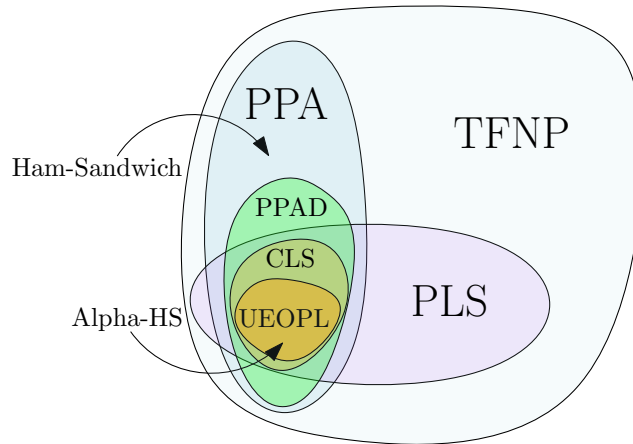 PPA
TFNP
Ham-Sandwich
PPAD
CLS
PLS
Alpha-HS
UEOPL